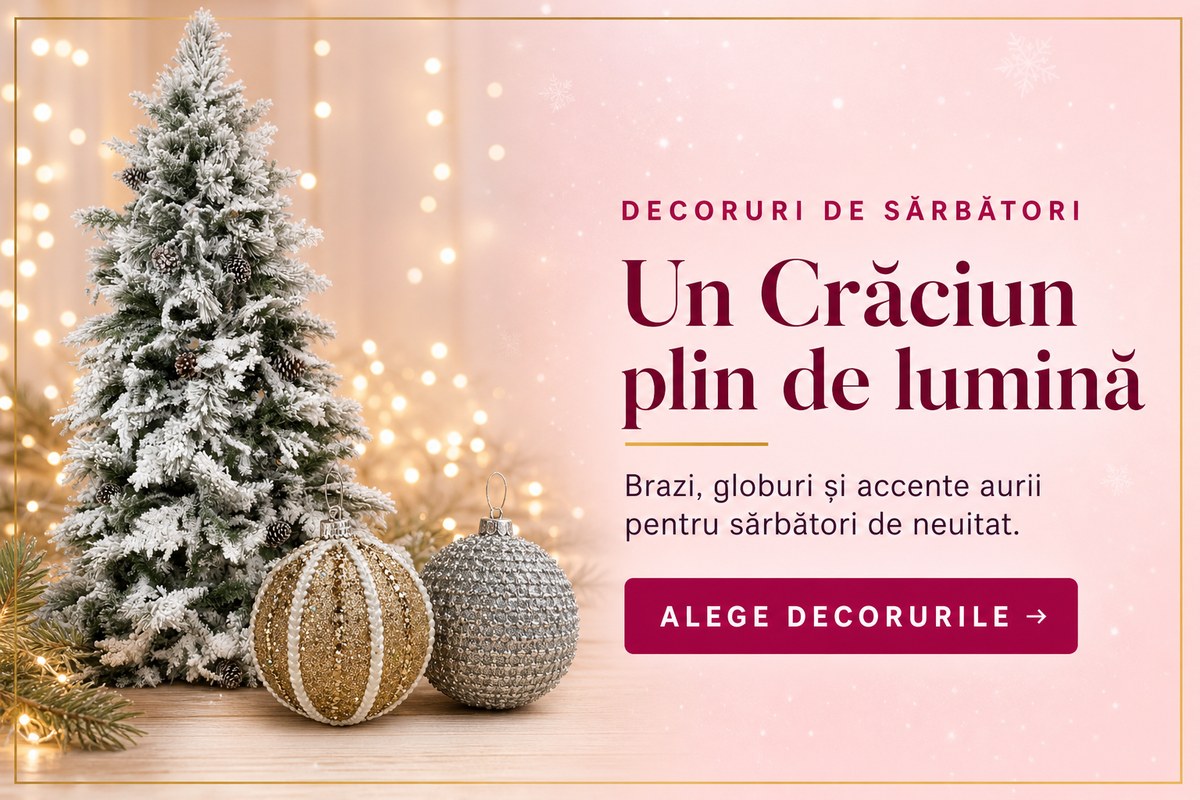 DECORURI DE SĂRBĂTORI
Un Crăciun
plin de lumină
Brazi, globuri și accente aurii
pentru sărbători de neuitat.
ALEGE DECORURILE →